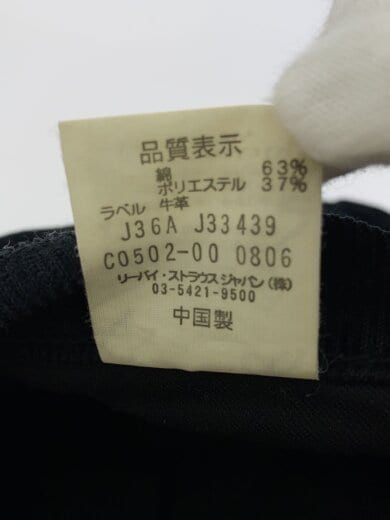 品質表示
綿 63%
ポリエステル 37%
ラベル 牛革
J36A J33439
C0502-00 0806
リーバイ・ストラウス ジャパン(株)
03-5421-9500
中国製